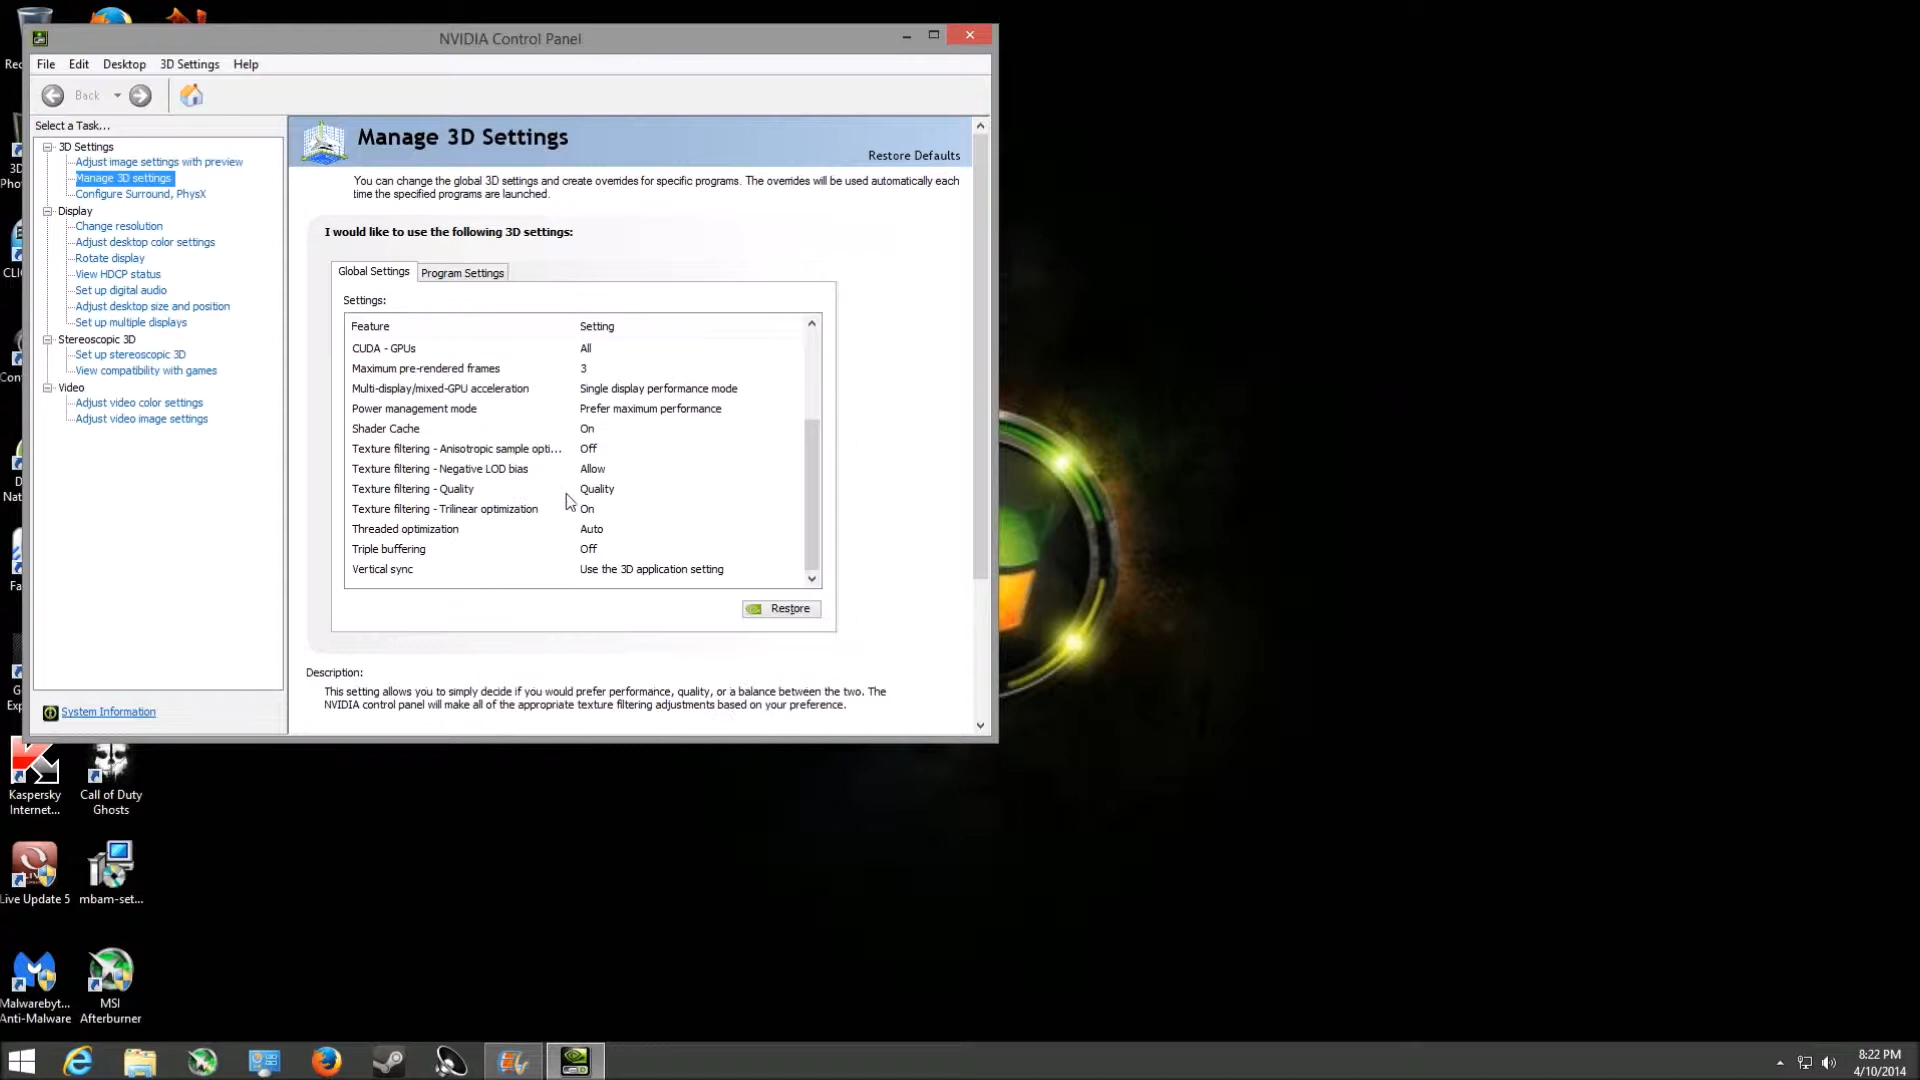 NVIDIA Control Panel
File Edit Desktop 3D Settings Help
Back
Select a Task...
3D Settings
Adjust image settings with preview
Manage 3D settings
Configure Surround, PhysX
Display
Change resolution
Adjust desktop color settings
Rotate display
View HDCP status
Set up digital audio
Adjust desktop size and position
Set up multiple displays
Stereoscopic 3D
Set up stereoscopic 3D
View compatibility with games
Video
Adjust video color settings
Adjust video image settings
System Information
Manage 3D Settings
Restore Defaults
You can change the global 3D settings and create overrides for specific programs. The overrides will be used automatically each
time the specified programs are launched.
I would like to use the following 3D settings:
Global Settings Program Settings
Settings:
Feature Setting
CUDA - GPUs All
Maximum pre-rendered frames 3
Multi-display/mixed-GPU acceleration Single display performance mode
Power management mode Prefer maximum performance
Shader Cache On
Texture filtering - Anisotropic sample opti... Off
Texture filtering - Negative LOD bias Allow
Texture filtering - Quality Quality
Texture filtering - Trilinear optimization On
Threaded optimization Auto
Triple buffering Off
Vertical sync Use the 3D application setting
Restore
Description:
This setting allows you to simply decide if you would prefer performance, quality, or a balance between the two. The
NVIDIA control panel will make all of the appropriate texture filtering adjustments based on your preference.
Kaspersky
Internet...
Call of Duty
Ghosts
Live Update 5
mbam-set...
Malwarebyt...
Anti-Malware
MSI
Afterburner
8:22 PM
4/10/2014